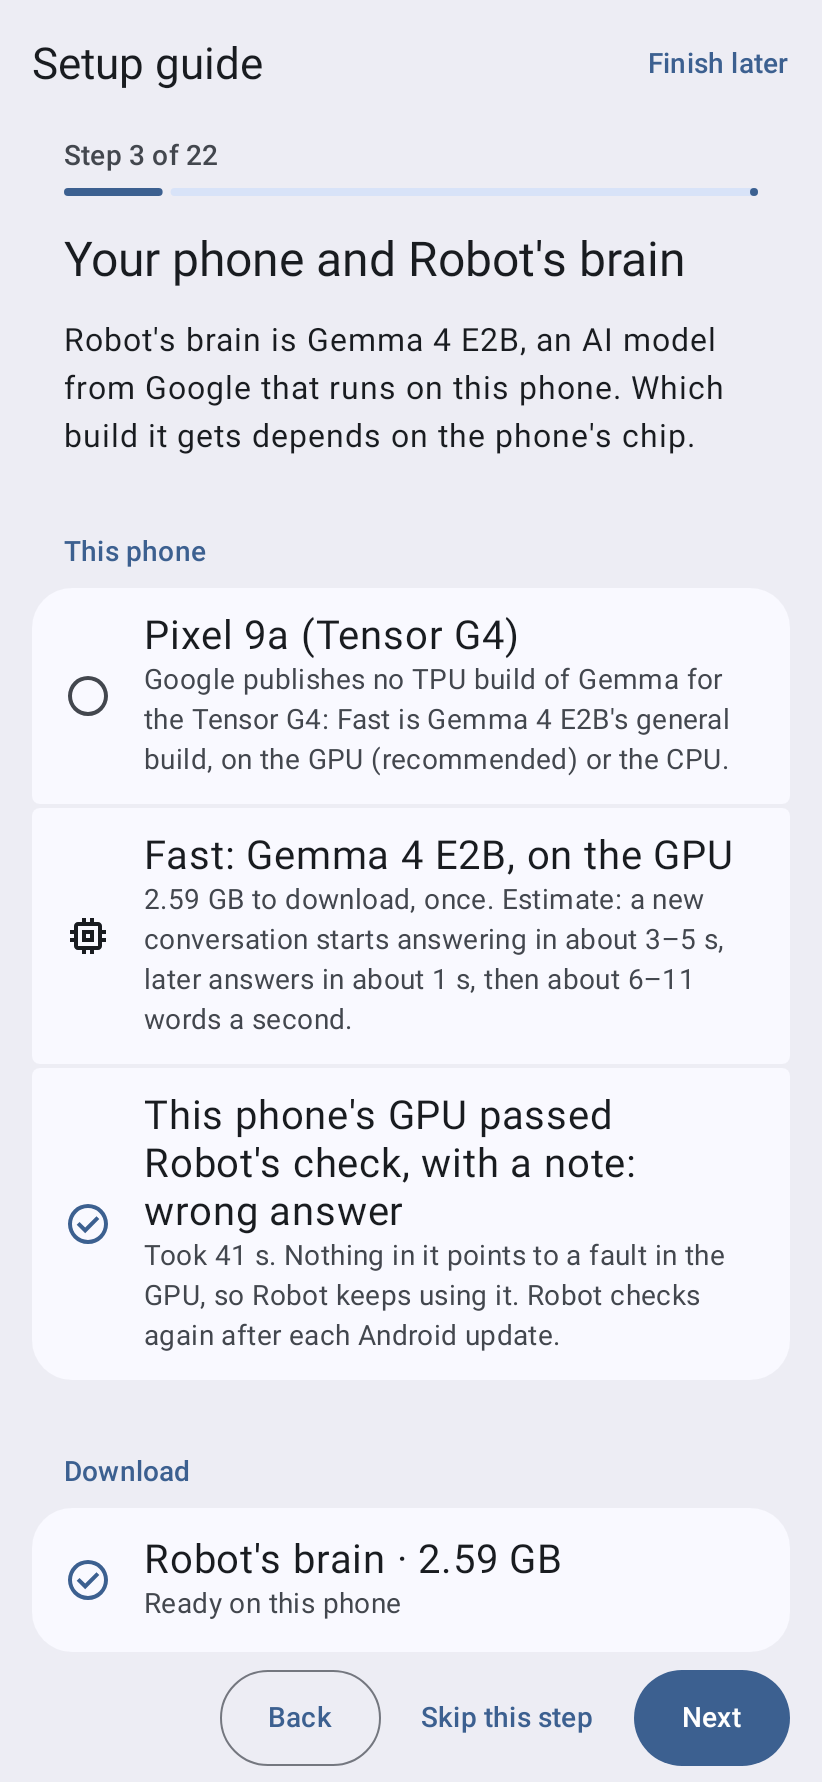 Setup guide
Finish later
Step 3 of 22
Your phone and Robot's brain
Robot's brain is Gemma 4 E2B, an AI model
from Google that runs on this phone. Which
build it gets depends on the phone's chip.
This phone
Pixel 9a (Tensor G4)
Google publishes no TPU build of Gemma for
the Tensor G4: Fast is Gemma 4 E2B's general
build, on the GPU (recommended) or the CPU.
Fast: Gemma 4 E2B, on the GPU
2.59 GB to download, once. Estimate: a new
conversation starts answering in about 3–5 s,
later answers in about 1 s, then about 6–11
words a second.
This phone's GPU passed
Robot's check, with a note:
wrong answer
Took 41 s. Nothing in it points to a fault in the
GPU, so Robot keeps using it. Robot checks
again after each Android update.
Download
Robot's brain · 2.59 GB
Ready on this phone
Back
Skip this step
Next